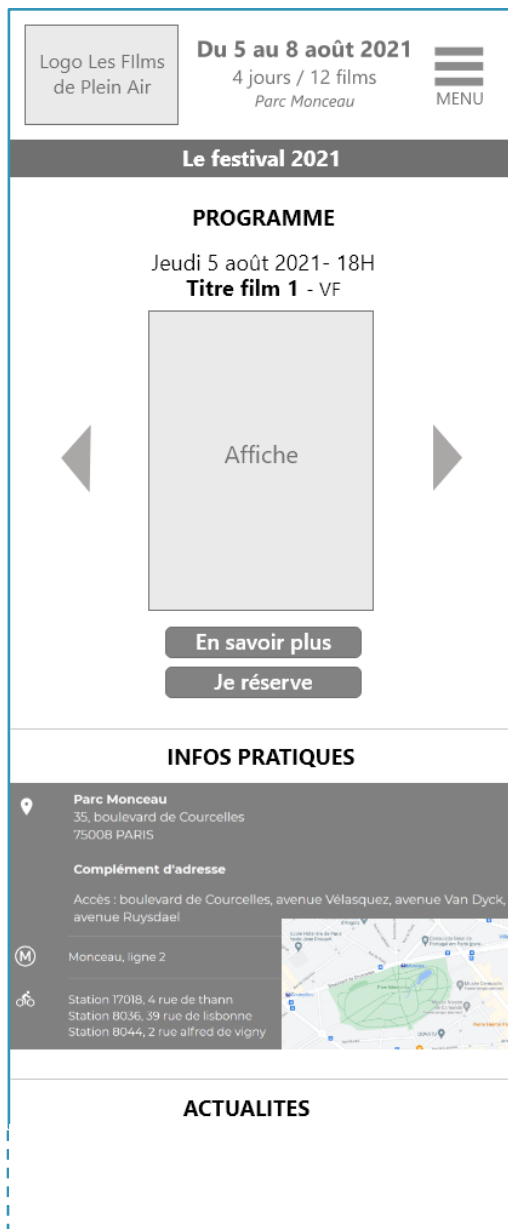 Logo Les FIlms
de Plein Air
Du 5 au 8 août 2021
4 jours / 12 films
Parc Monceau
MENU
Le festival 2021
PROGRAMME
Jeudi 5 août 2021- 18H
Titre film 1 - VF
Affiche
En savoir plus
Je réserve
INFOS PRATIQUES
Parc Monceau
35, boulevard de Courcelles
75008 PARIS
Complément d'adresse
Accès : boulevard de Courcelles, avenue Vélasquez, avenue Van Dyck,
avenue Ruysdael
M
Monceau, ligne 2
Station 17018, 4 rue de thann
Station 8036, 39 rue de lisbonne
Station 8044, 2 rue alfred de vigny
ACTUALITES